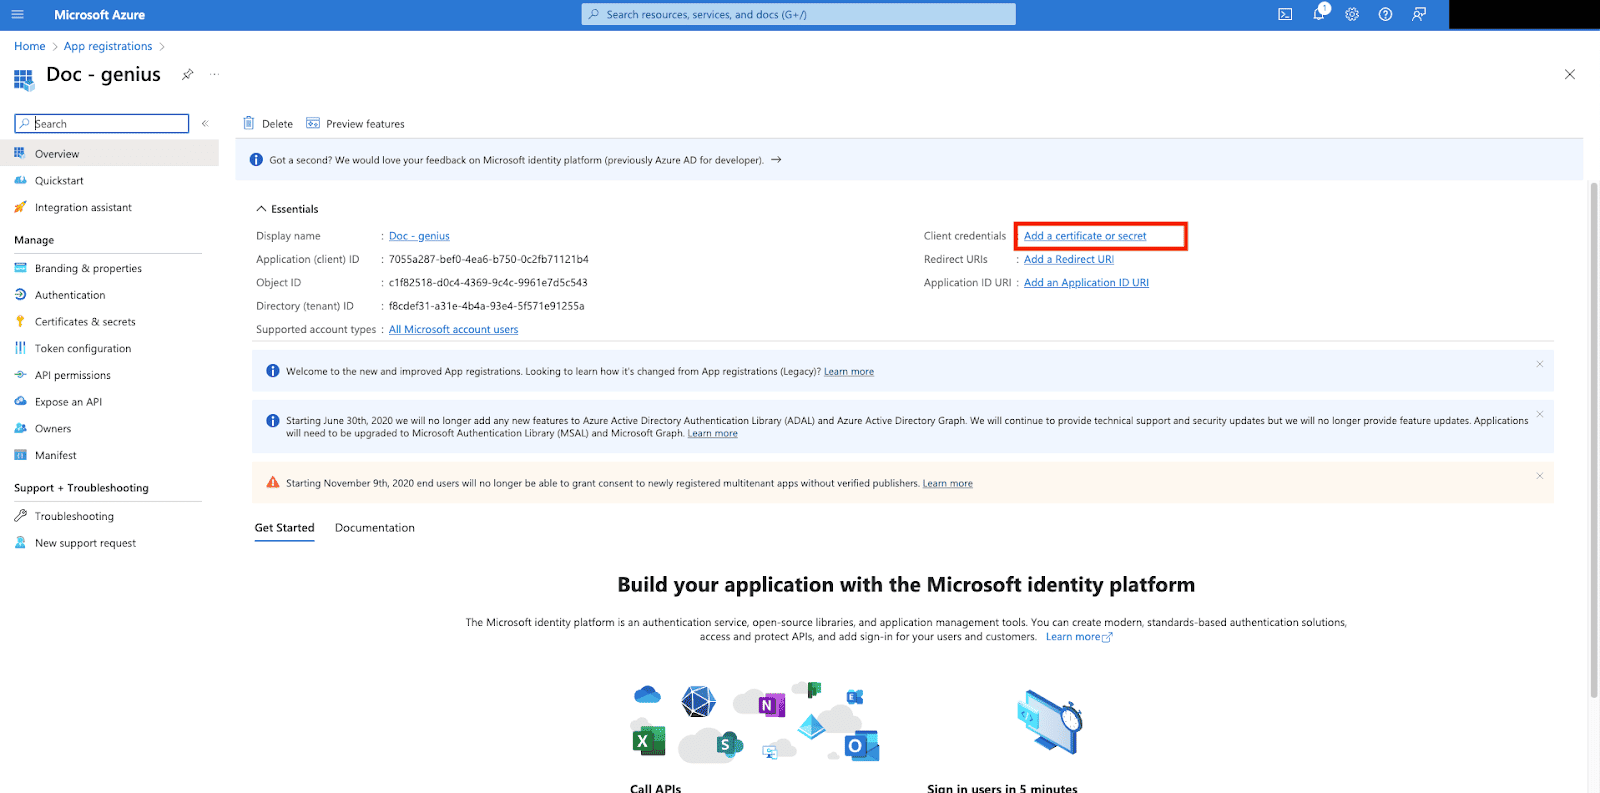 Microsoft Azure
Search resources, services, and docs (G+/)
1
Home > App registrations >
Doc - genius
...
Search
«
Delete
Preview features
Overview
Got a second? We would love your feedback on Microsoft identity platform (previously Azure AD for developer). →
Quickstart
Integration assistant
Manage
Branding & properties
Authentication
Certificates & secrets
Token configuration
API permissions
Expose an API
Owners
Manifest
Support + Troubleshooting
Troubleshooting
New support request
Essentials
Display name : Doc - genius
Application (client) ID : 7055a287-bef0-4ea6-b750-0c2fb71121b4
Object ID : c1f82518-d0c4-4369-9c4c-9961e7d5c543
Directory (tenant) ID : f8cdef31-a31e-4b4a-93e4-5f571e91255a
Supported account types : All Microsoft account users
Client credentials : Add a certificate or secret
Redirect URIs : Add a Redirect URI
Application ID URI : Add an Application ID URI
Welcome to the new and improved App registrations. Looking to learn how it's changed from App registrations (Legacy)? Learn more
Starting June 30th, 2020 we will no longer add any new features to Azure Active Directory Authentication Library (ADAL) and Azure Active Directory Graph. We will continue to provide technical support and security updates but we will no longer provide feature updates. Applications
will need to be upgraded to Microsoft Authentication Library (MSAL) and Microsoft Graph. Learn more
Starting November 9th, 2020 end users will no longer be able to grant consent to newly registered multitenant apps without verified publishers. Learn more
Get Started
Documentation
Build your application with the Microsoft identity platform
The Microsoft identity platform is an authentication service, open-source libraries, and application management tools. You can create modern, standards-based authentication solutions,
access and protect APIs, and add sign-in for your users and customers. Learn more
N
E
X
S
O
Call APIs
Sign in users in 5 minutes